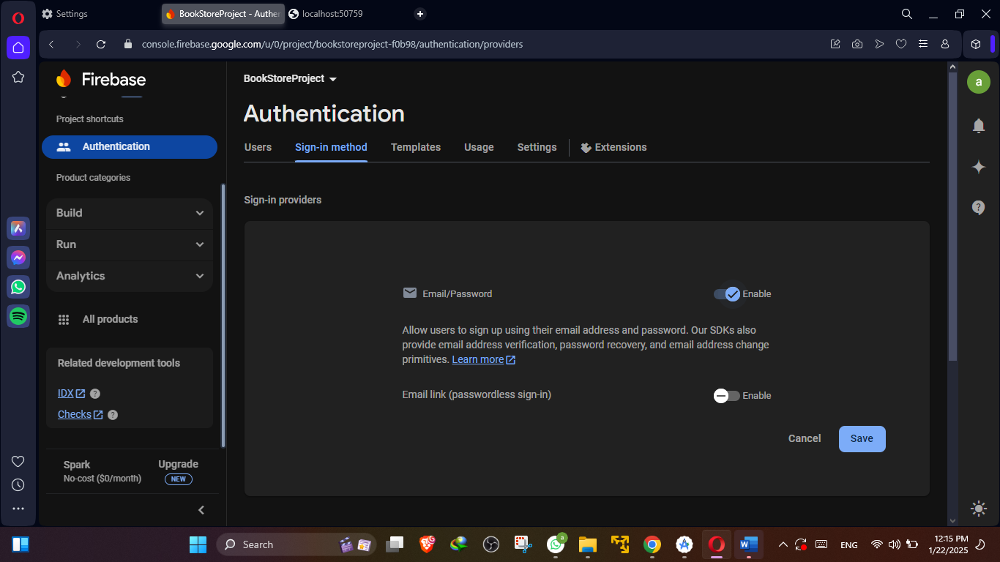 Settings
BookStoreProject - Auther
localhost:50759
console.firebase.google.com/u/0/project/bookstoreproject-f0b98/authentication/providers
Firebase
Project shortcuts
Authentication
Product categories
Build
Run
Analytics
All products
Related development tools
IDX
Checks
Spark
No-cost ($0/month)
Upgrade
NEW
BookStoreProject
Authentication
Users Sign-in method Templates Usage Settings Extensions
Sign-in providers
Email/Password Enable
Allow users to sign up using their email address and password. Our SDKs also
provide email address verification, password recovery, and email address change
primitives. Learn more
Email link (passwordless sign-in) Enable
Cancel Save
a
Search
a
ENG
12:15 PM
1/22/2025